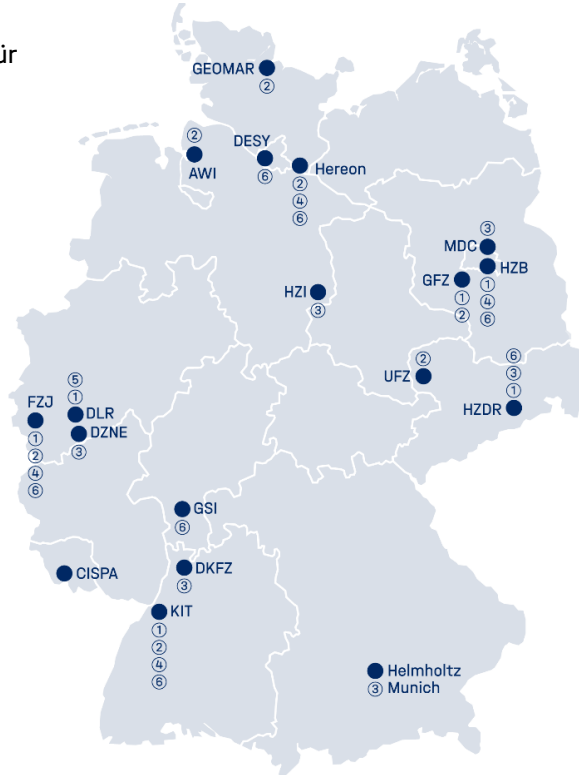 ür
GEOMAR
②
②
AWI
DESY
⑥
Hereon
②
④
⑥
③
MDC
HZB
①
④
⑥
GFZ
①
②
HZI
③
②
UFZ
⑥
③
①
HZDR
⑤
①
DLR
DZNE
③
FZJ
①
②
④
⑥
GSI
⑥
CISPA
DKFZ
③
KIT
①
②
④
⑥
Helmholtz
③ Munich